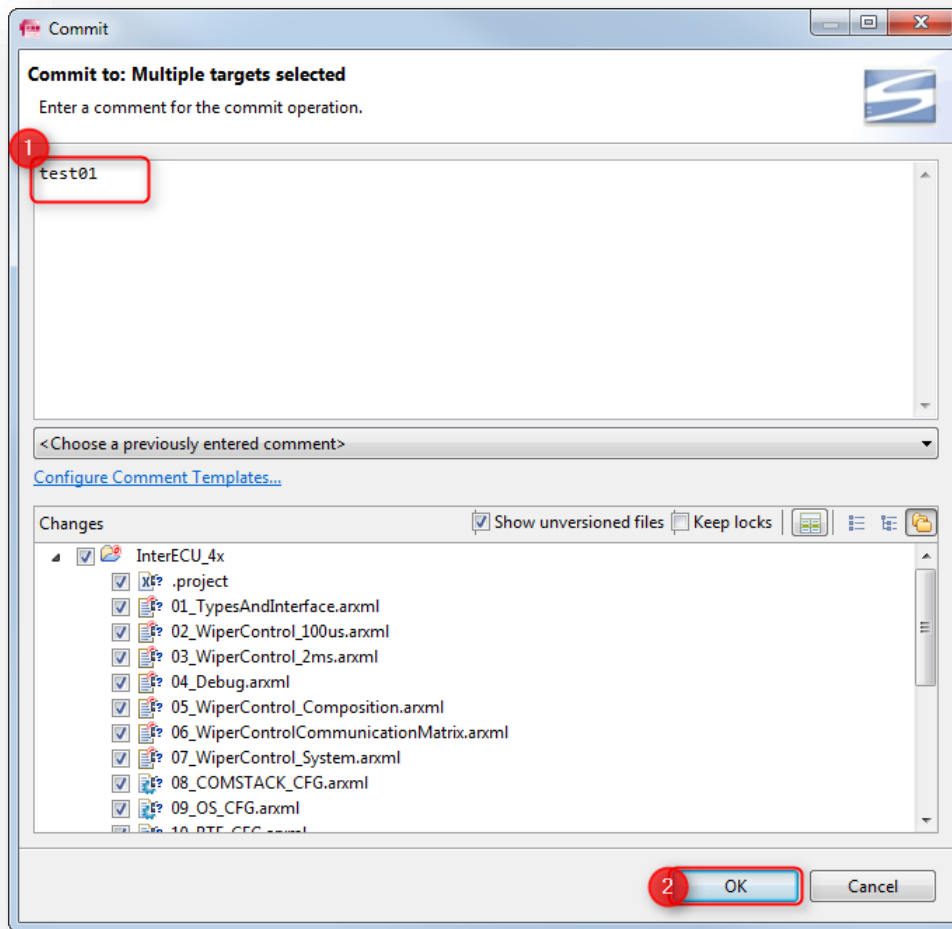 Commit
Commit to: Multiple targets selected
Enter a comment for the commit operation.
1
test01
<Choose a previously entered comment>
Configure Comment Templates...
Changes Show unversioned files Keep locks
InterECU_4x
.project
01_TypesAndInterface.arxml
02_WiperControl_100us.arxml
03_WiperControl_2ms.arxml
04_Debug.arxml
05_WiperControl_Composition.arxml
06_WiperControlCommunicationMatrix.arxml
07_WiperControl_System.arxml
08_COMSTACK_CFG.arxml
09_OS_CFG.arxml
10_RTE_CFG.arxml
2 OK Cancel